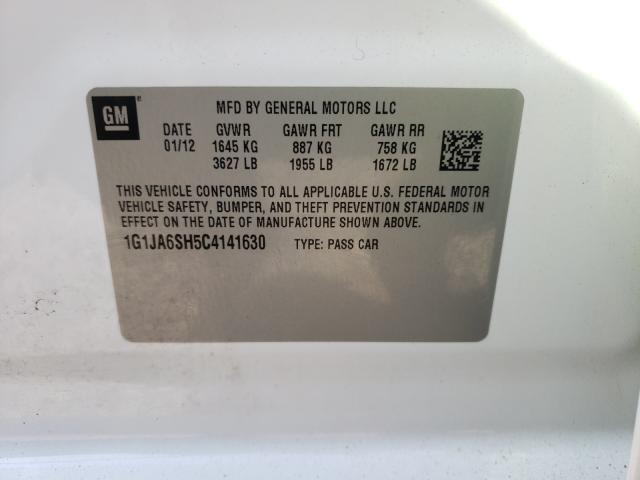 GM
MFD BY GENERAL MOTORS LLC
DATE GVWR GAWR FRT GAWR RR
01/12 1645 KG 887 KG 758 KG
3627 LB 1955 LB 1672 LB
THIS VEHICLE CONFORMS TO ALL APPLICABLE U.S. FEDERAL MOTOR
VEHICLE SAFETY, BUMPER, AND THEFT PREVENTION STANDARDS IN
EFFECT ON THE DATE OF MANUFACTURE SHOWN ABOVE.
1G1JA6SH5C4141630 TYPE: PASS CAR